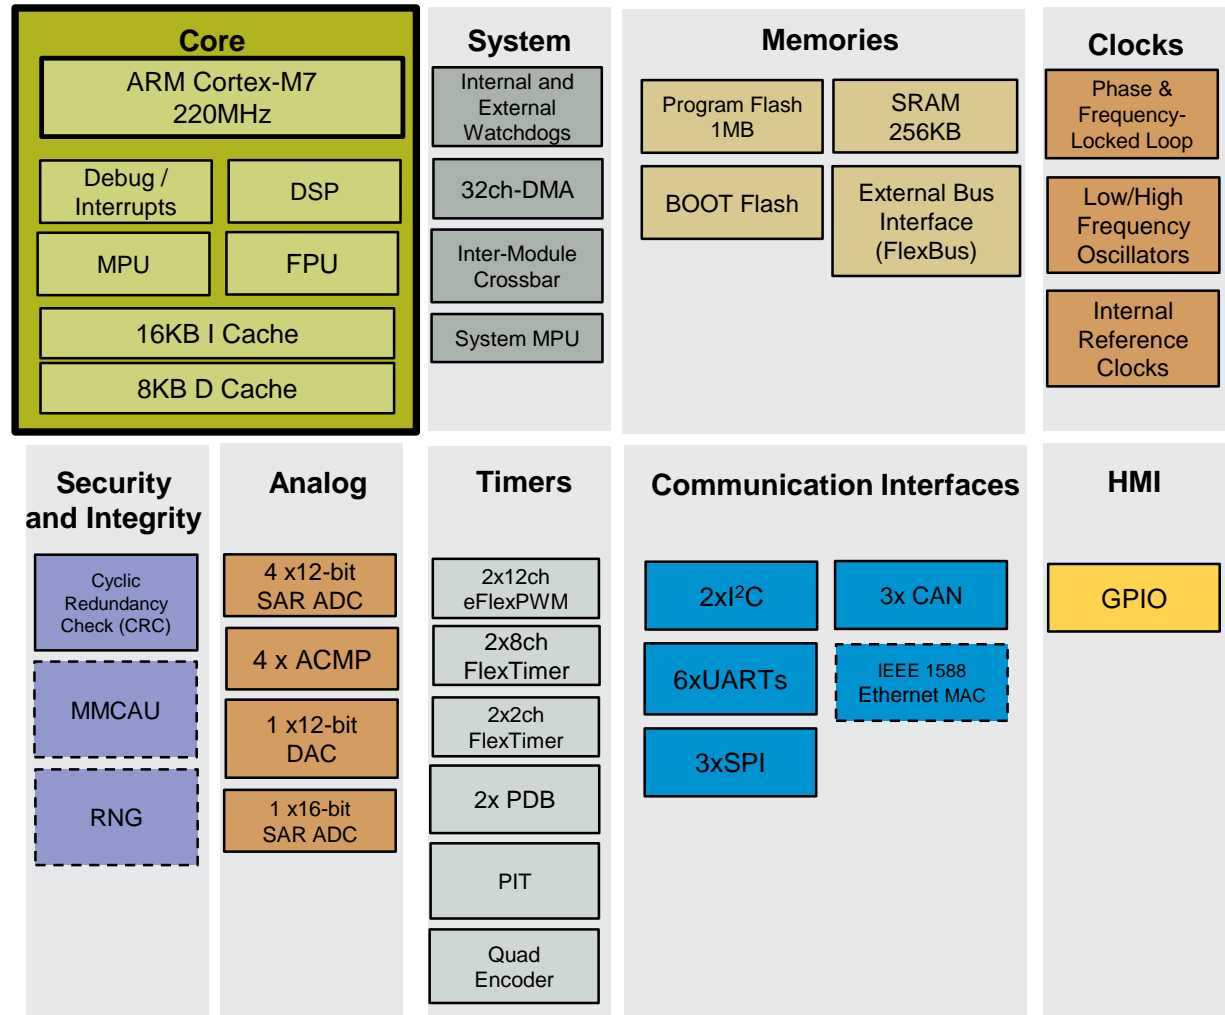 Core
ARM Cortex-M7
220MHz
Debug /
Interrupts
DSP
MPU
FPU
16KB I Cache
8KB D Cache
System
Internal and
External
Watchdogs
32ch-DMA
Inter-Module
Crossbar
System MPU
Memories
Program Flash
1MB
SRAM
256KB
BOOT Flash
External Bus
Interface
(FlexBus)
Clocks
Phase &
Frequency-
Locked Loop
Low/High
Frequency
Oscillators
Internal
Reference
Clocks
Security
and Integrity
Cyclic
Redundancy
Check (CRC)
MMCAU
RNG
Analog
4 x12-bit
SAR ADC
4 x ACMP
1 x12-bit
DAC
1 x16-bit
SAR ADC
Timers
2x12ch
eFlexPWM
2x8ch
FlexTimer
2x2ch
FlexTimer
2x PDB
PIT
Quad
Encoder
Communication Interfaces
2xI²C
3x CAN
6xUARTs
IEEE 1588
Ethernet MAC
3xSPI
HMI
GPIO